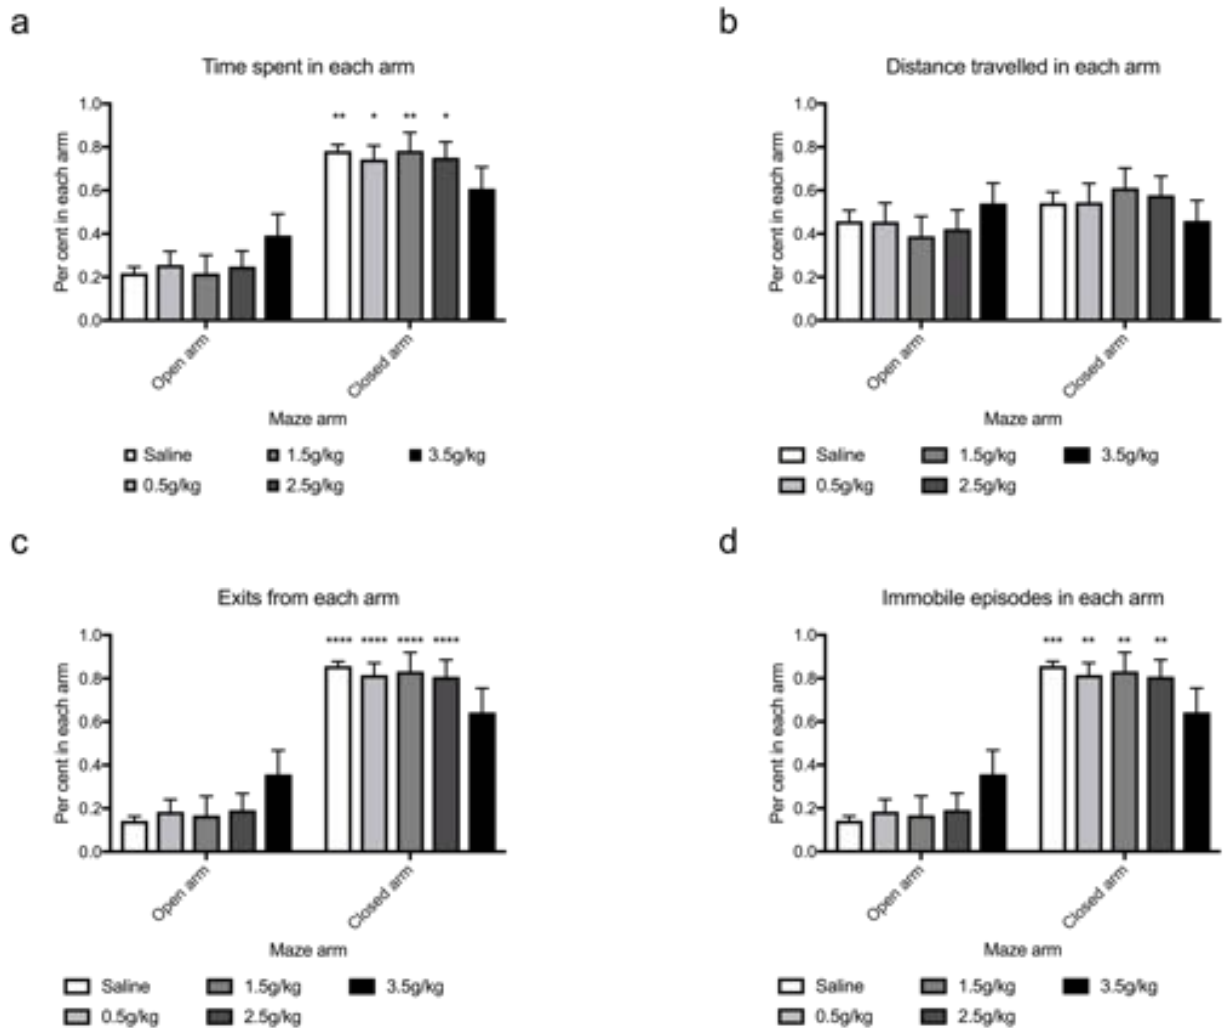 a
Time spent in each arm
Per cent in each arm
1.0
0.8
0.6
0.4
0.2
0.0
** * ** *
Open arm
Closed arm
Maze arm
Saline 1.5g/kg 3.5g/kg
0.5g/kg 2.5g/kg
b
Distance travelled in each arm
Per cent in each arm
1.0
0.8
0.6
0.4
0.2
0.0
Open arm
Closed arm
Maze arm
Saline 1.5g/kg 3.5g/kg
0.5g/kg 2.5g/kg
c
Exits from each arm
Per cent in each arm
1.0
0.8
0.6
0.4
0.2
0.0
**** **** **** ****
Open arm
Closed arm
Maze arm
Saline 1.5g/kg 3.5g/kg
0.5g/kg 2.5g/kg
d
Immobile episodes in each arm
Per cent in each arm
1.0
0.8
0.6
0.4
0.2
0.0
*** ** ** **
Open arm
Closed arm
Maze arm
Saline 1.5g/kg 3.5g/kg
0.5g/kg 2.5g/kg